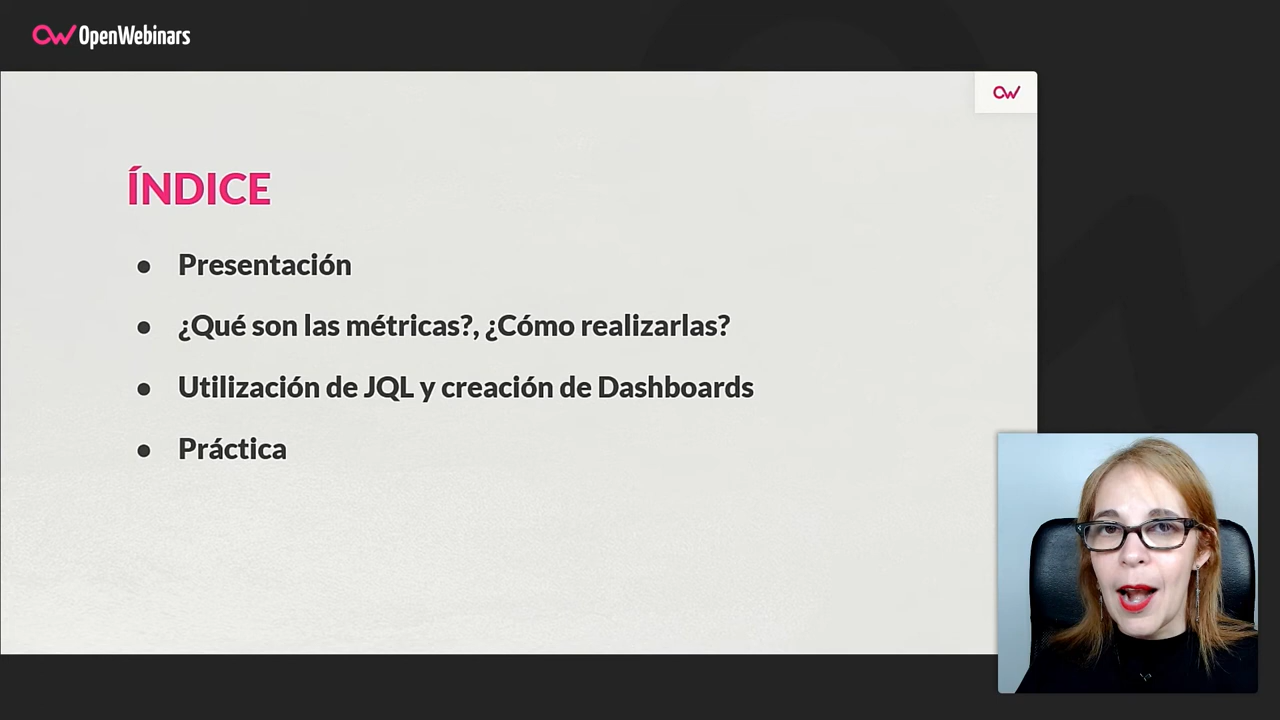 OpenWebinars
ÍNDICE
● Presentación
● ¿Qué son las métricas?, ¿Cómo realizarlas?
● Utilización de JQL y creación de Dashboards
● Práctica